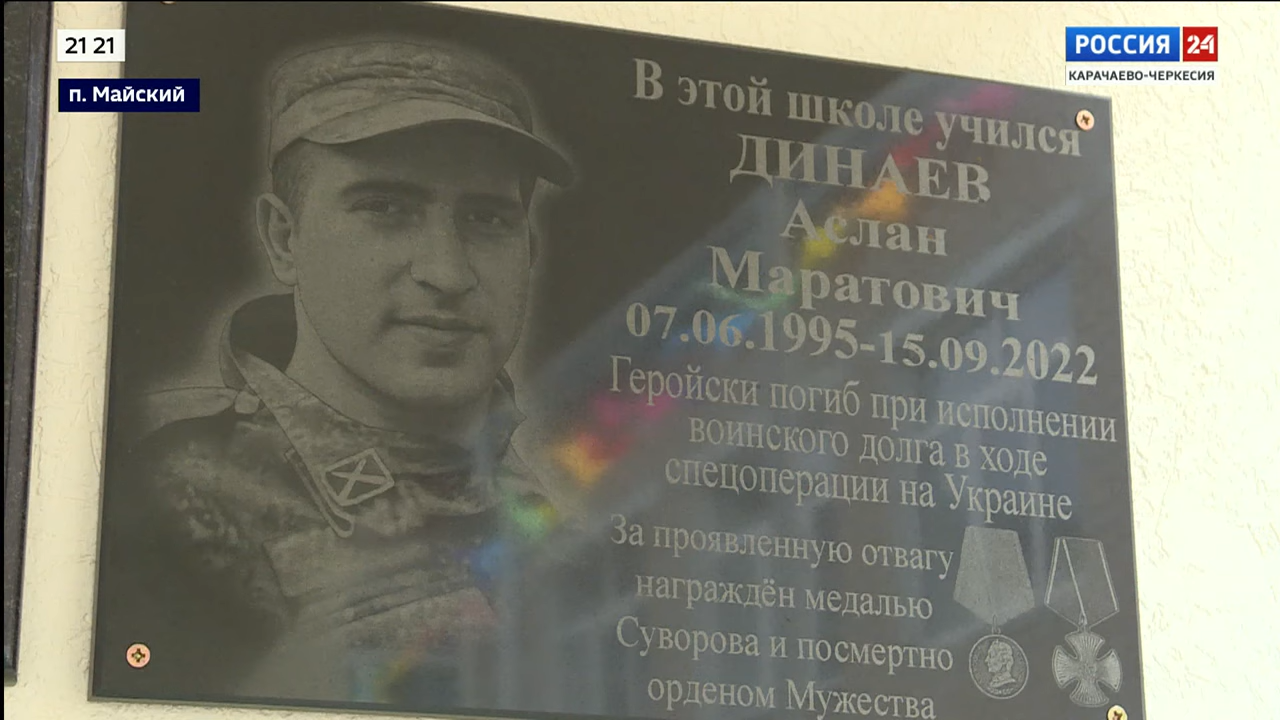 21 21
п. Майский
РОССИЯ 24
КАРАЧАЕВО-ЧЕРКЕСИЯ
В этой школе учился
ДИНАЕВ
Аслан
Маратович
07.06.1995-15.09.2022
Геройски погиб при исполнении
воинского долга в ходе
спецоперации на Украине
За проявленную отвагу
награждён медалью
Суворова и посмертно
орденом Мужества